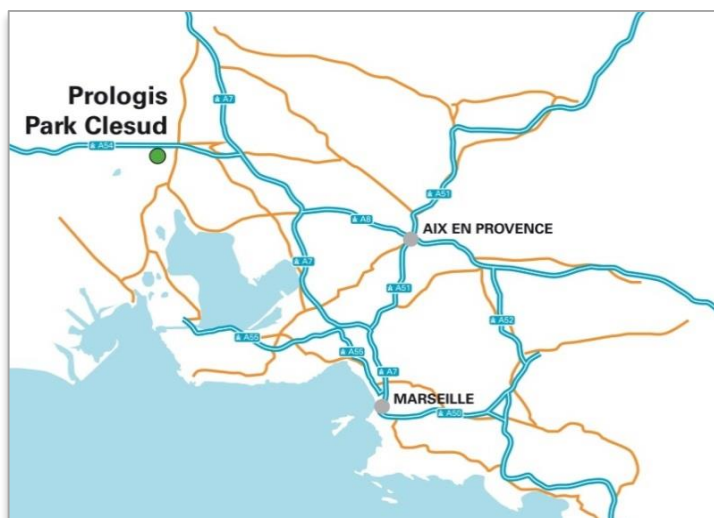 Prologis
Park Clesud
A7
A54
A51
A8
AIX EN PROVENCE
A7
A51
A52
A55
A55
A7
MARSEILLE
A50